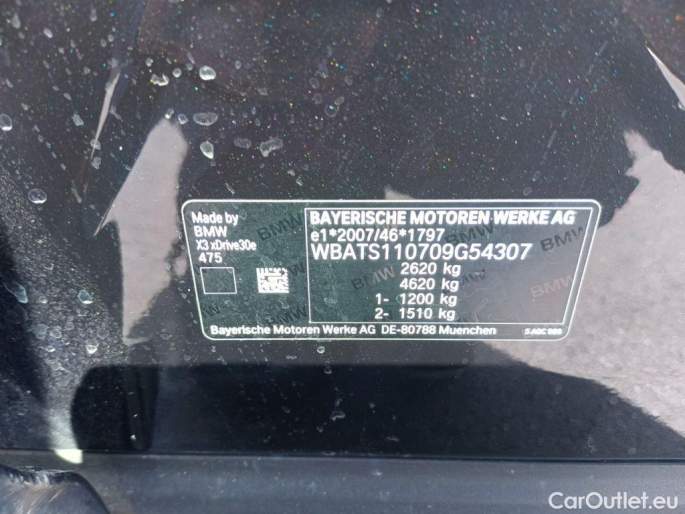 Made by
BMW
X3 xDrive30e
475
BAYERISCHE MOTOREN WERKE AG
e1*2007/46*1797
WBATS110709G54307
2620 kg
4620 kg
1- 1200 kg
2- 1510 kg
Bayerische Motoren Werke AG DE-80788 Muenchen
CarOutlet.eu